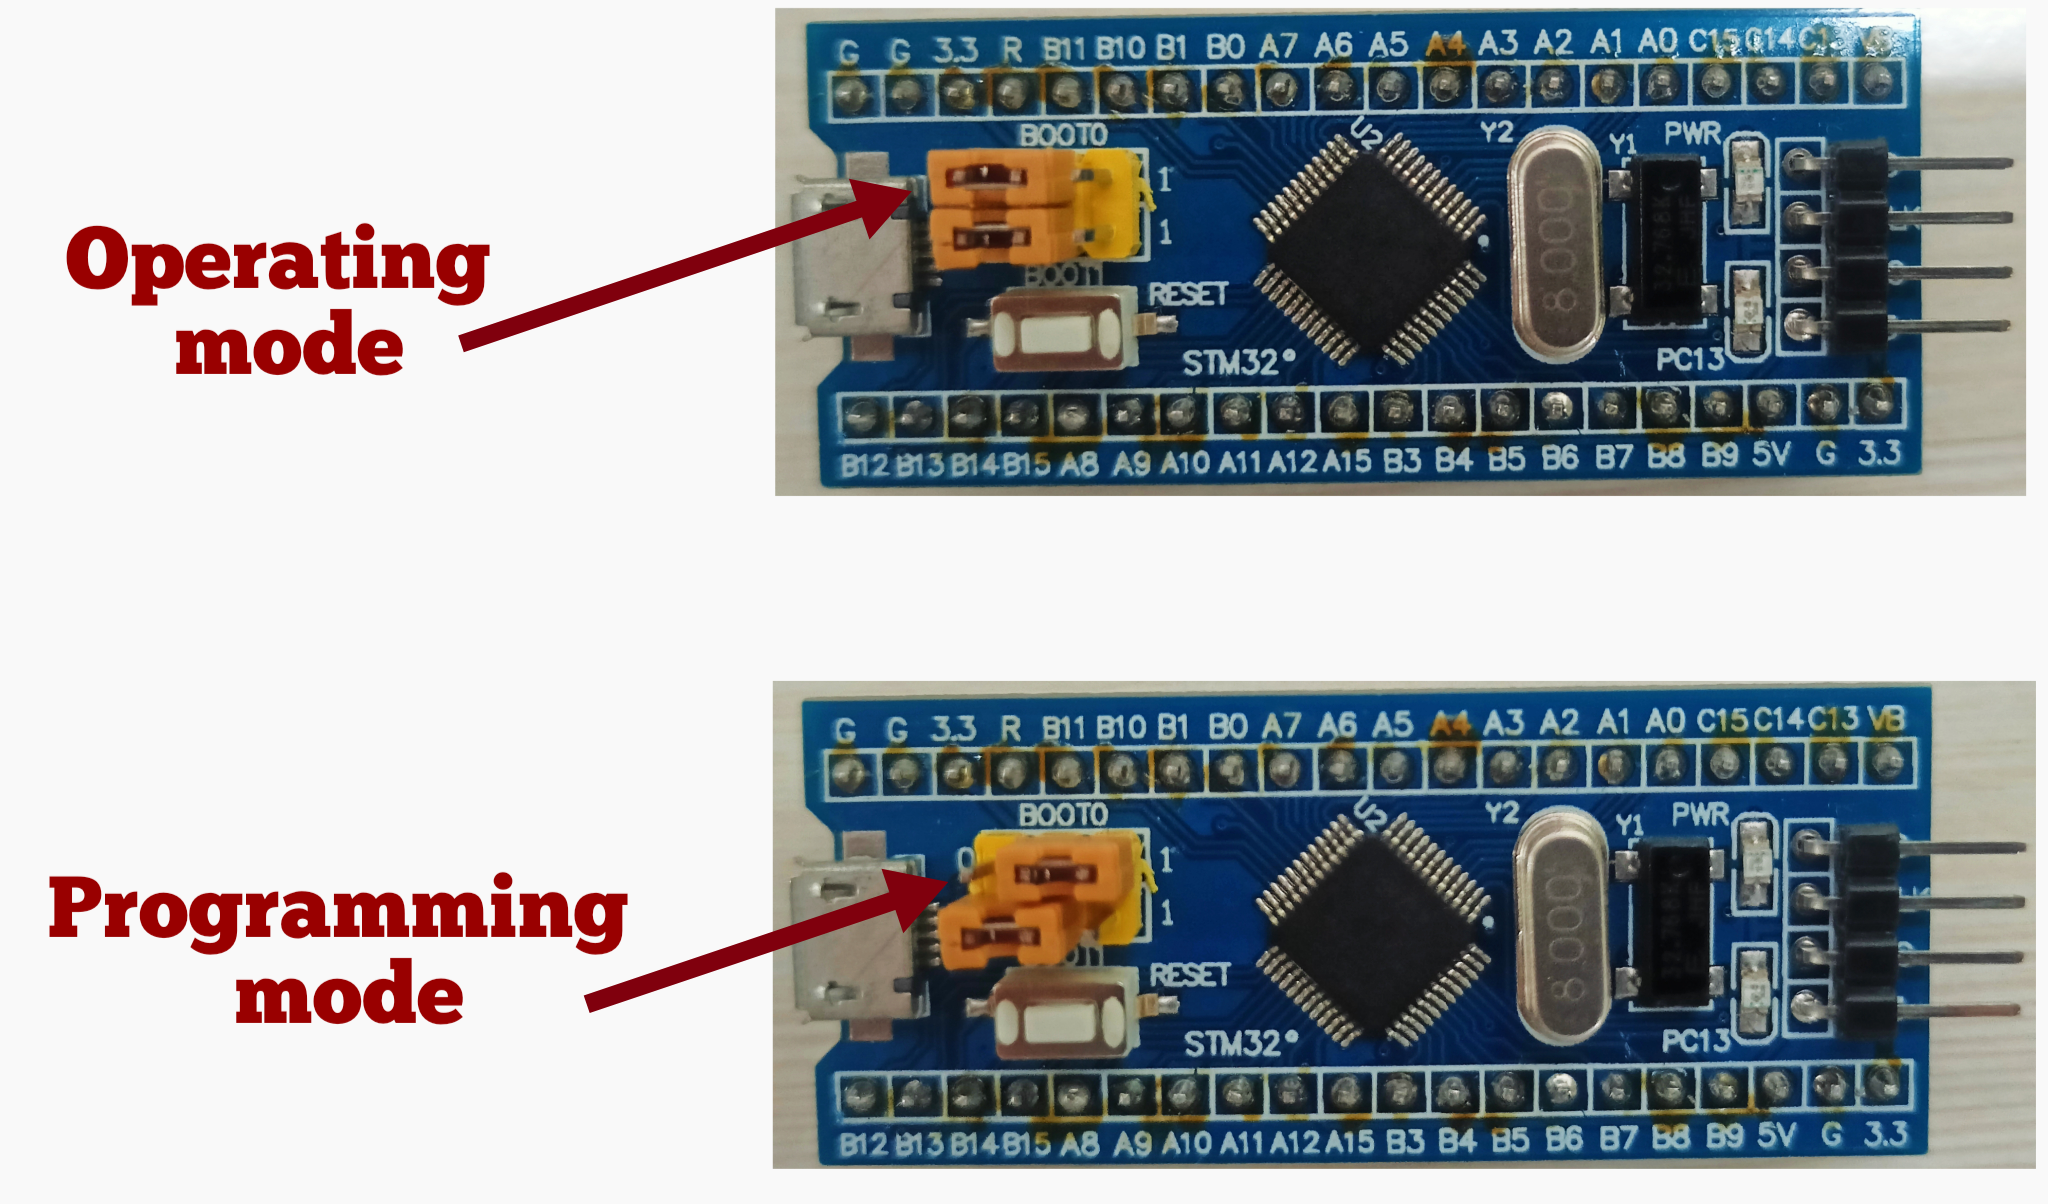 G G 3.3 R B11 B10 B1 B0 A7 A6 A5 A4 A3 A2 A1 A0 C15 C14
BOOT0
U2
Y2
Y1
PWR
1
1
8.000
Operating
mode
RESET
STM32
PC13
B12 B13 B14 B15 A8 A9 A10 A11 A12 A15 B3 B4 B5 B6 B7 B8 B9 5V G 3.3
G G 3.3 R B11 B10 B1 B0 A7 A6 A5 A4 A3 A2 A1 A0 C15 C14 C13 VB
BOOT0
U2
Y2
Y1
PWR
0 1
1
8.000
Programming
mode
RESET
STM32
PC13
B12 B13 B14 B15 A8 A9 A10 A11 A12 A15 B3 B4 B5 B6 B7 B8 B9 5V G 3.3